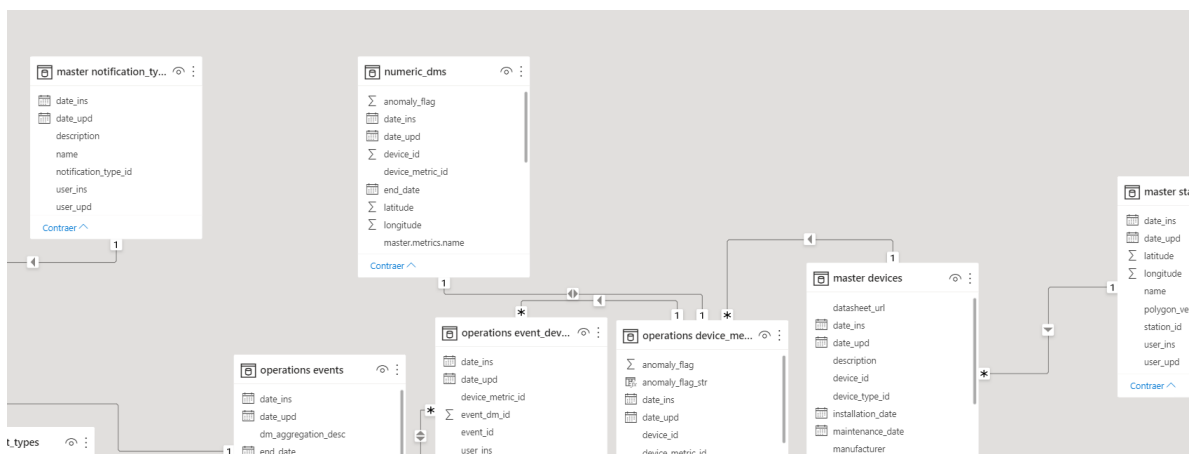 master notification_ty...
date_ins
date_upd
description
name
notification_type_id
user_ins
user_upd
Contraer
1
numeric_dms
anomaly_flag
date_ins
date_upd
device_id
device_metric_id
end_date
latitude
longitude
master.metrics.name
Contraer
1
master sta
date_ins
date_upd
latitude
longitude
name
polygon_ve
station_id
user_ins
user_upd
Contraer
1
master devices
datasheet_url
date_ins
date_upd
description
device_id
device_type_id
installation_date
maintenance_date
manufacturer
1
*
operations event_dev...
date_ins
date_upd
device_metric_id
event_dm_id
event_id
user_ins
*
*
operations device_me...
anomaly_flag
anomaly_flag_str
date_ins
date_upd
device_id
device_metric_id
1
1
*
operations events
date_ins
date_upd
dm_aggregation_desc
end_date
1
t_types